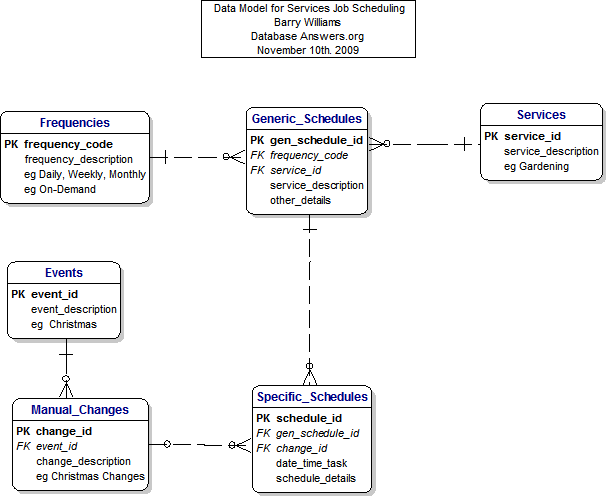 Data Model for Services Job Scheduling
Barry Williams
Database Answers.org
November 10th. 2009
Frequencies
PK frequency_code
frequency_description
eg Daily, Weekly, Monthly
eg On-Demand
Generic_Schedules
PK gen_schedule_id
FK frequency_code
FK service_id
service_description
other_details
Services
PK service_id
service_description
eg Gardening
Events
PK event_id
event_description
eg Christmas
Manual_Changes
PK change_id
FK event_id
change_description
eg Christmas Changes
Specific_Schedules
PK schedule_id
FK gen_schedule_id
FK change_id
date_time_task
schedule_details